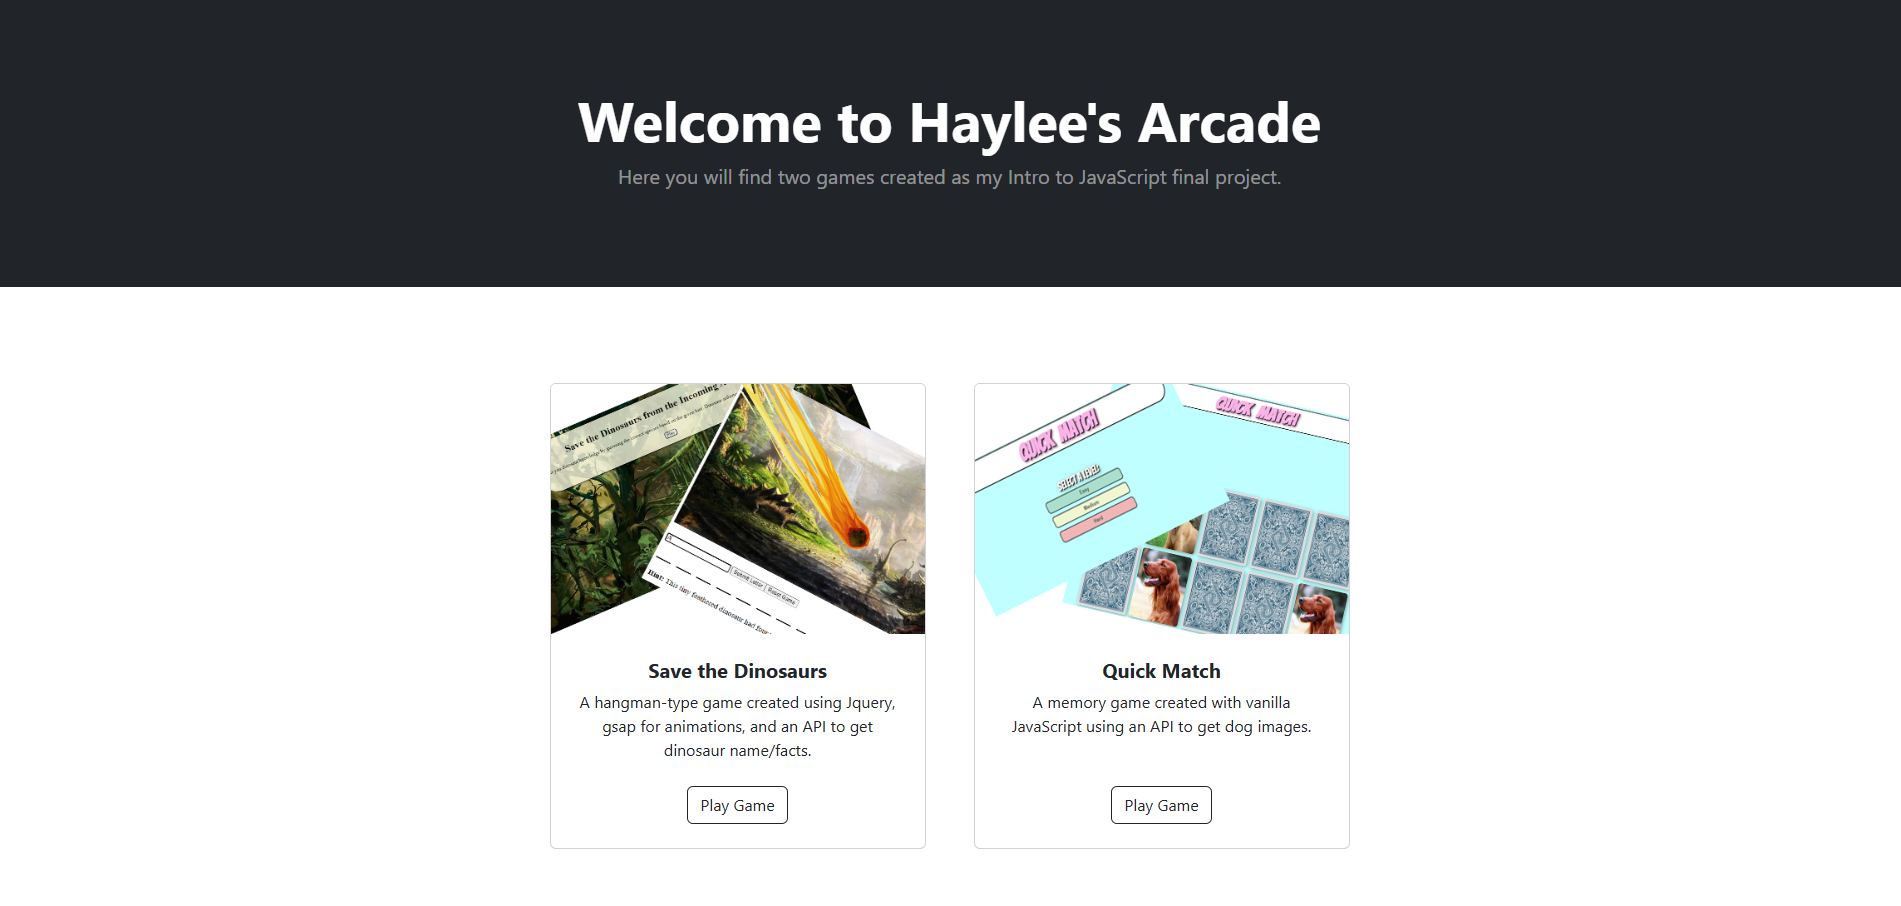 Welcome to Haylee's Arcade
Here you will find two games created as my Intro to JavaScript final project.
Save the Dinosaurs from the Incoming
Play
Submit Letter
Reset Game
Hint: This tiny feathered dinosaur had four
QUICK MATCH
SELECT A LEVEL
Easy
Medium
Hard
QUICK MATCH
Save the Dinosaurs
A hangman-type game created using Jquery,
gsap for animations, and an API to get
dinosaur name/facts.
Play Game
Quick Match
A memory game created with vanilla
JavaScript using an API to get dog images.
Play Game